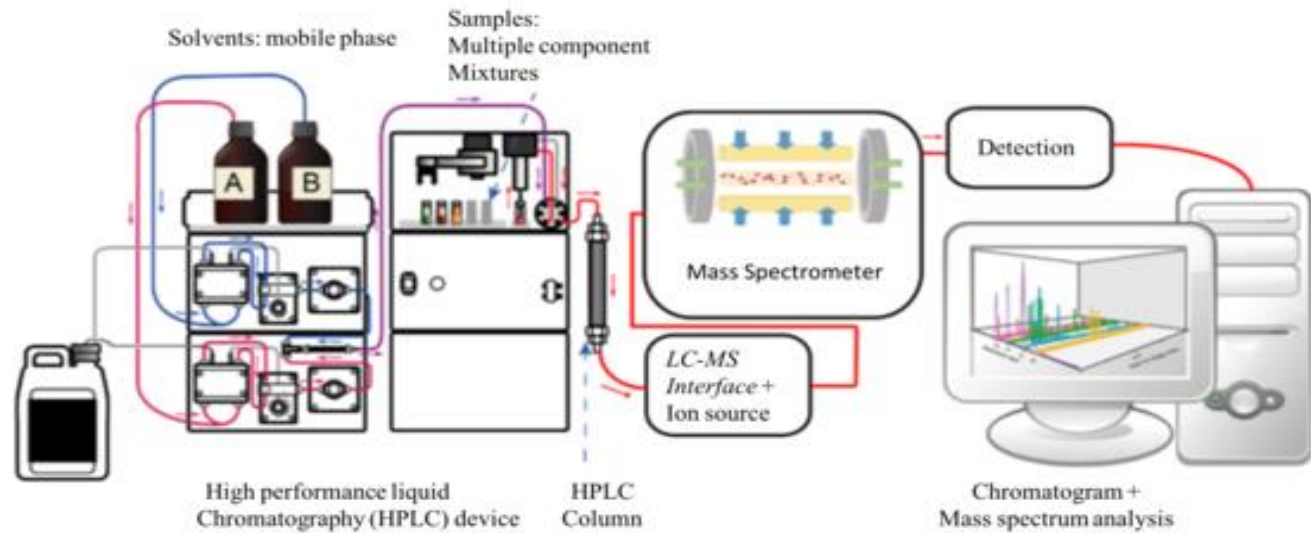 Solvents: mobile phase
Samples:
Multiple component
Mixtures
A
B
Mass Spectrometer
Detection
LC-MS
Interface +
Ion source
High performance liquid
Chromatography (HPLC) device
HPLC
Column
Chromatogram +
Mass spectrum analysis